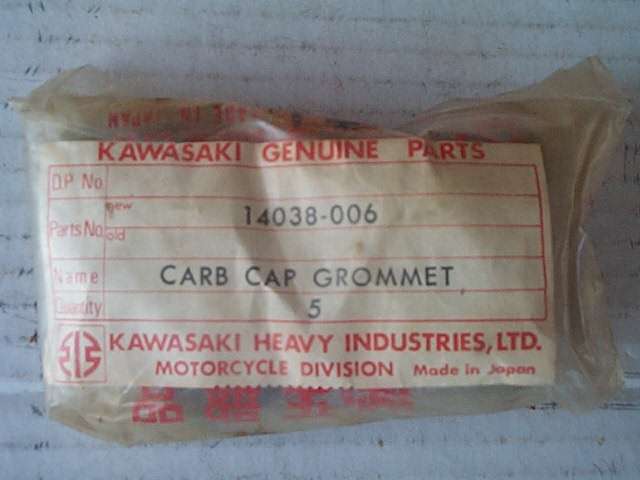 KAWASAKI GENUINE PARTS
D.P. No.
Parts No. new 14038-006
old
Name CARB CAP GROMMET
Quantity 5
KAWASAKI HEAVY INDUSTRIES, LTD.
MOTORCYCLE DIVISION Made in Japan